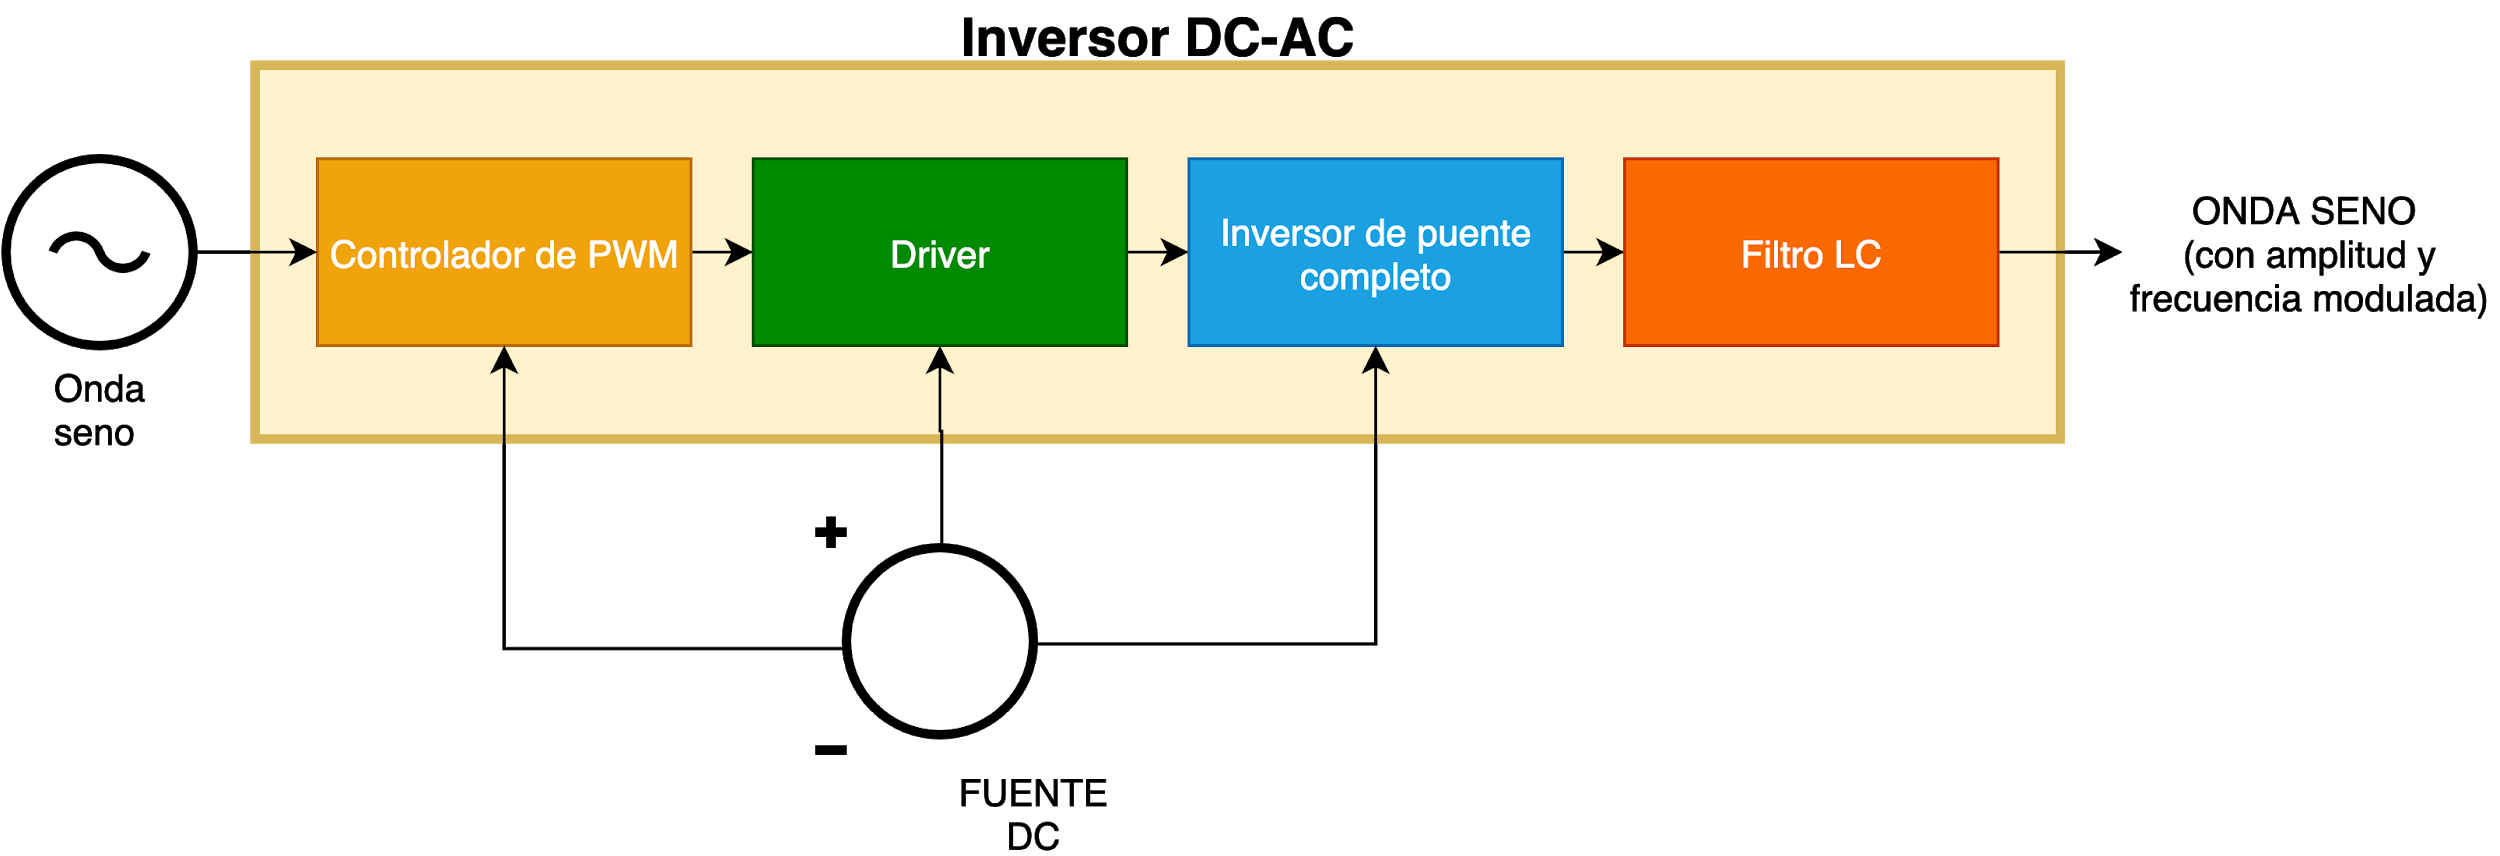 Inversor DC-AC
Controlador de PWM
Driver
Inversor de puente
completo
Filtro LC
ONDA SENO
(con amplitud y
frecuencia modulada)
Onda
seno
+
-
FUENTE
DC